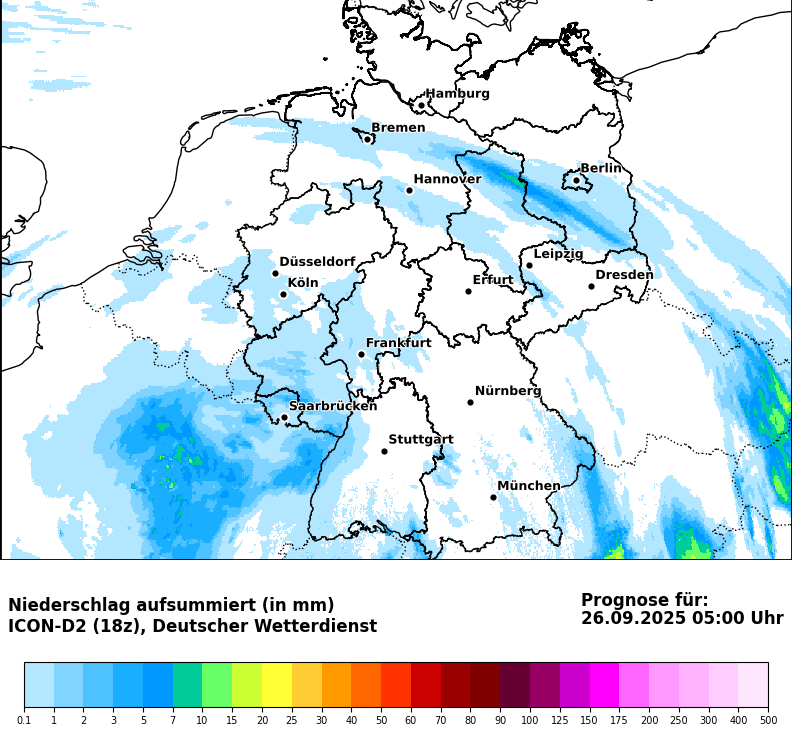 Hamburg
Bremen
Berlin
Hannover
Leipzig
Düsseldorf
Dresden
Köln
Erfurt
Frankfurt
Nürnberg
Saarbrücken
Stuttgart
München
Niederschlag aufsummiert (in mm)
ICON-D2 (18z), Deutscher Wetterdienst
Prognose für:
26.09.2025 05:00 Uhr
0.1 1 2 3 5 7 10 15 20 25 30 40 50 60 70 80 90 100 125 150 175 200 250 300 400 500